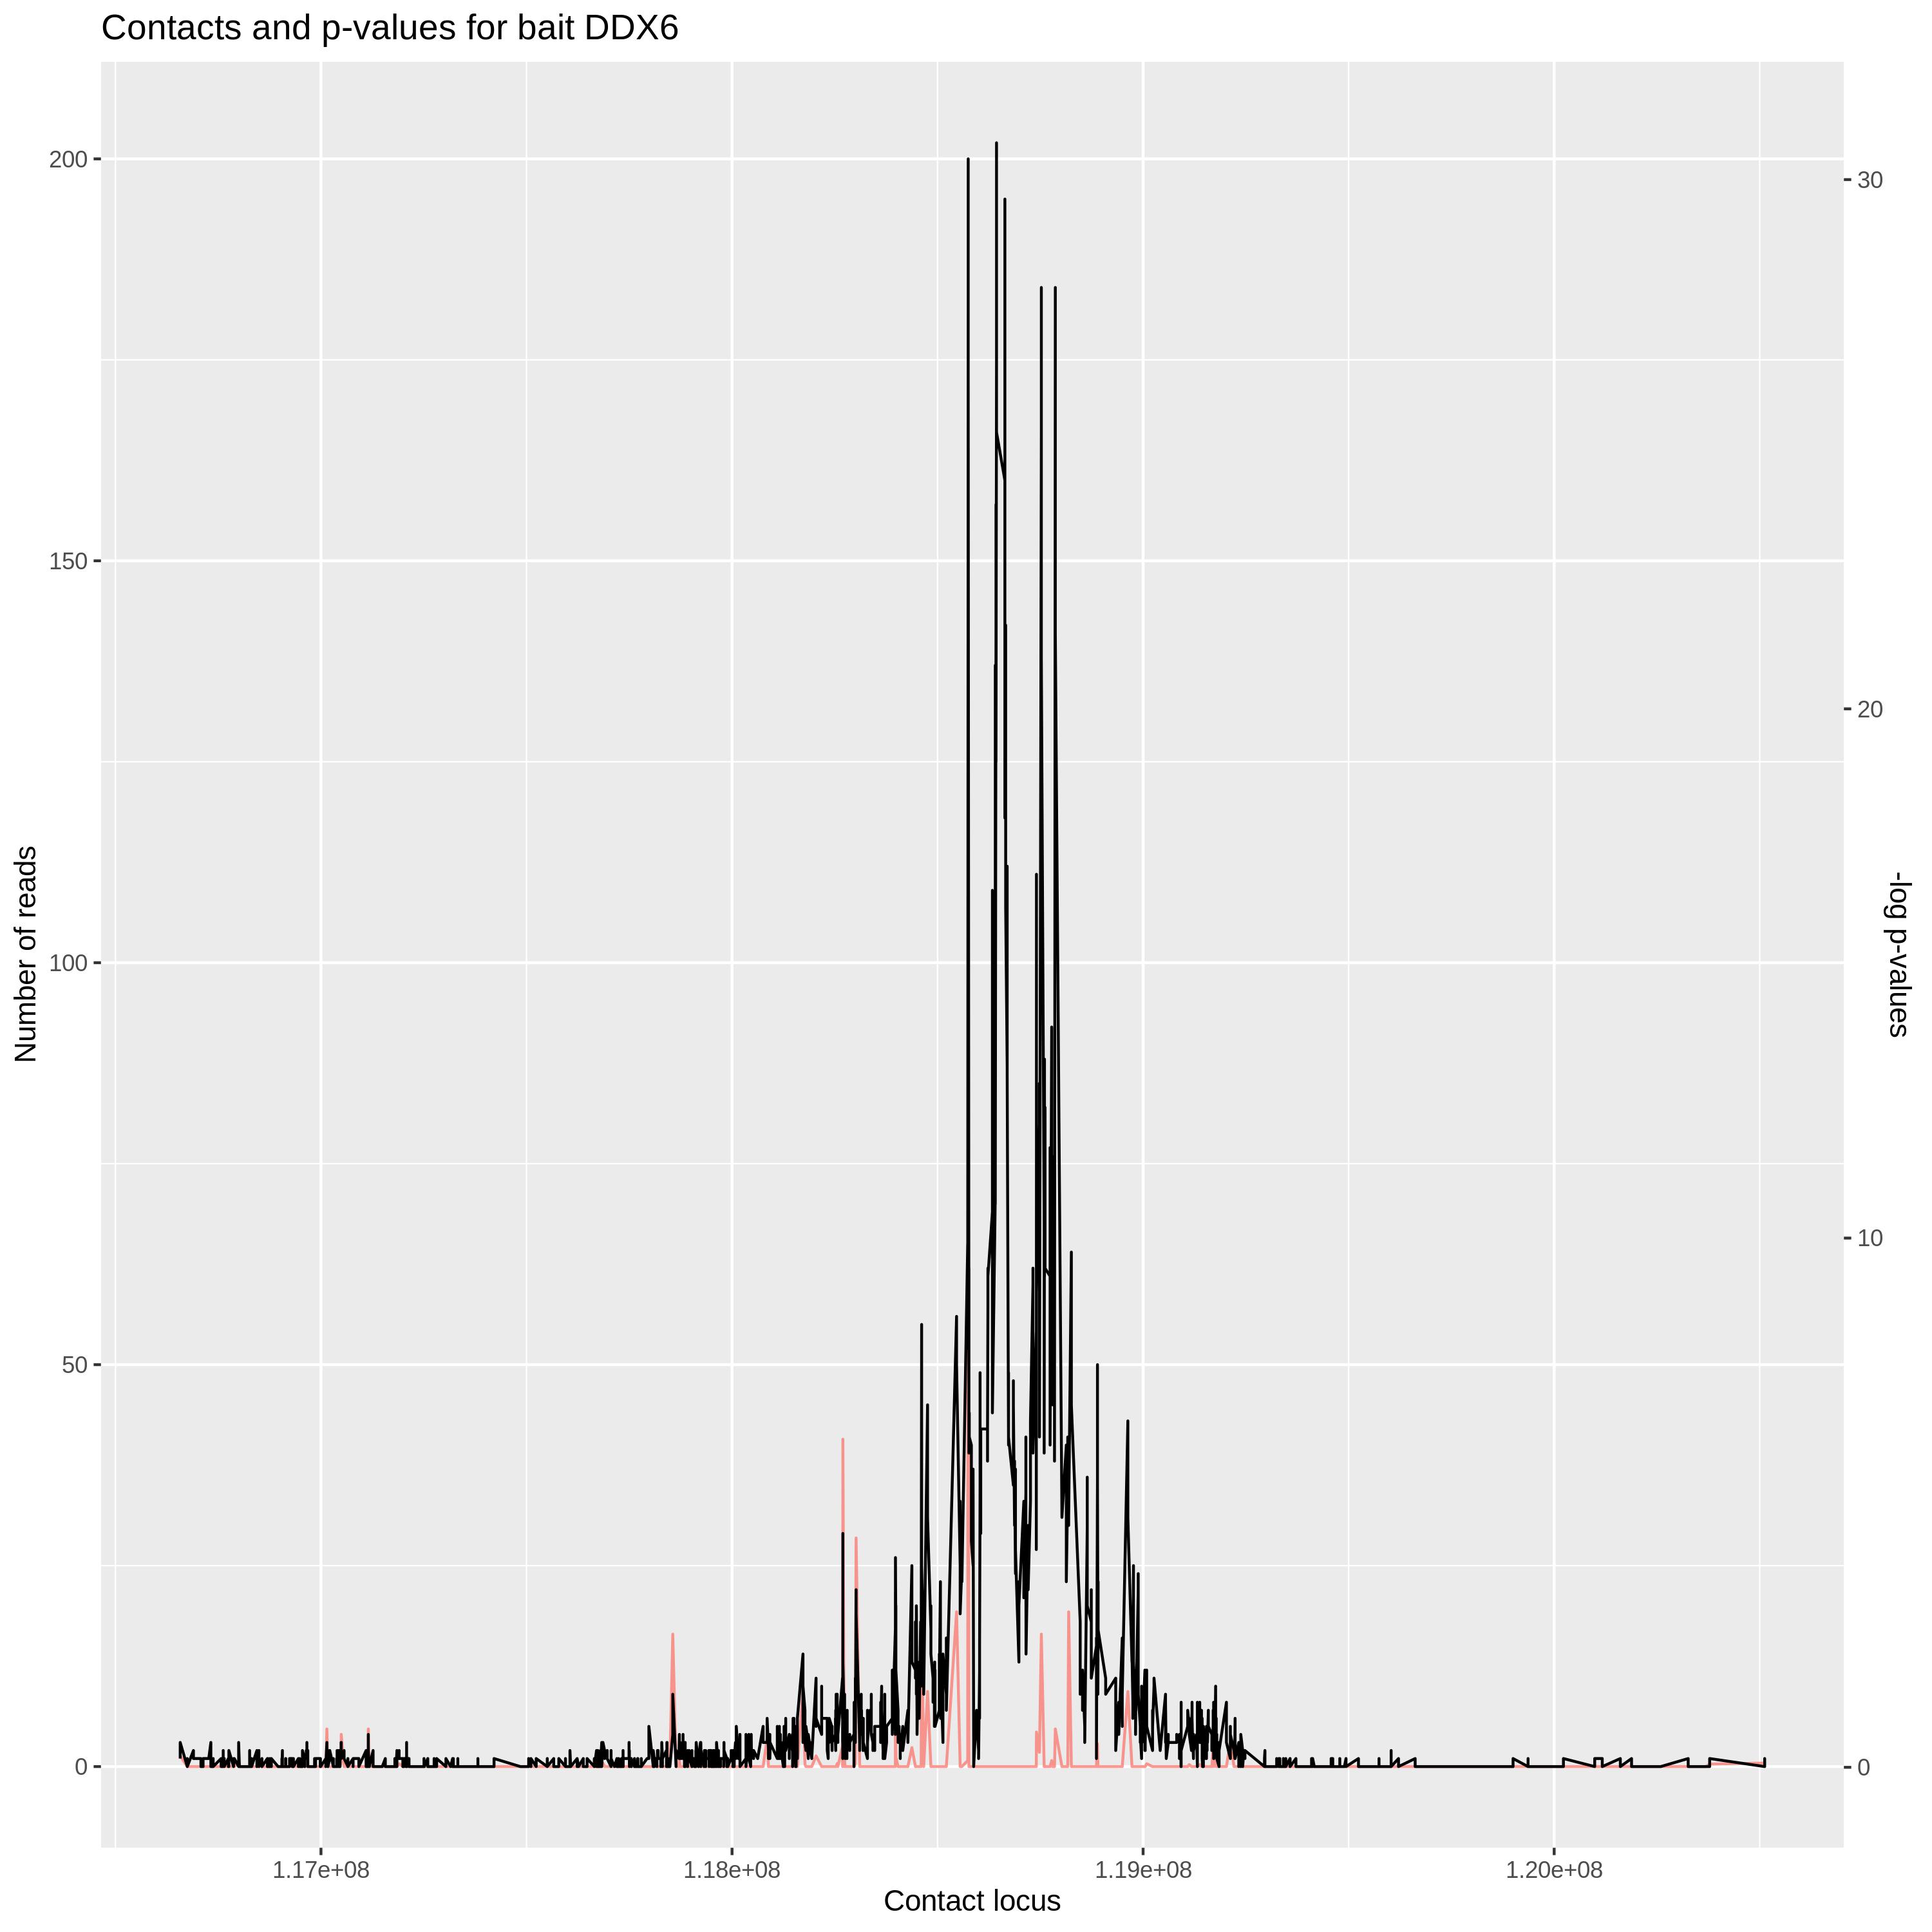 Contacts and p-values for bait DDX6
200
150
100
50
0
Number of reads
30
20
10
0
-log p-values
1.17e+08
1.18e+08
1.19e+08
1.20e+08
Contact locus